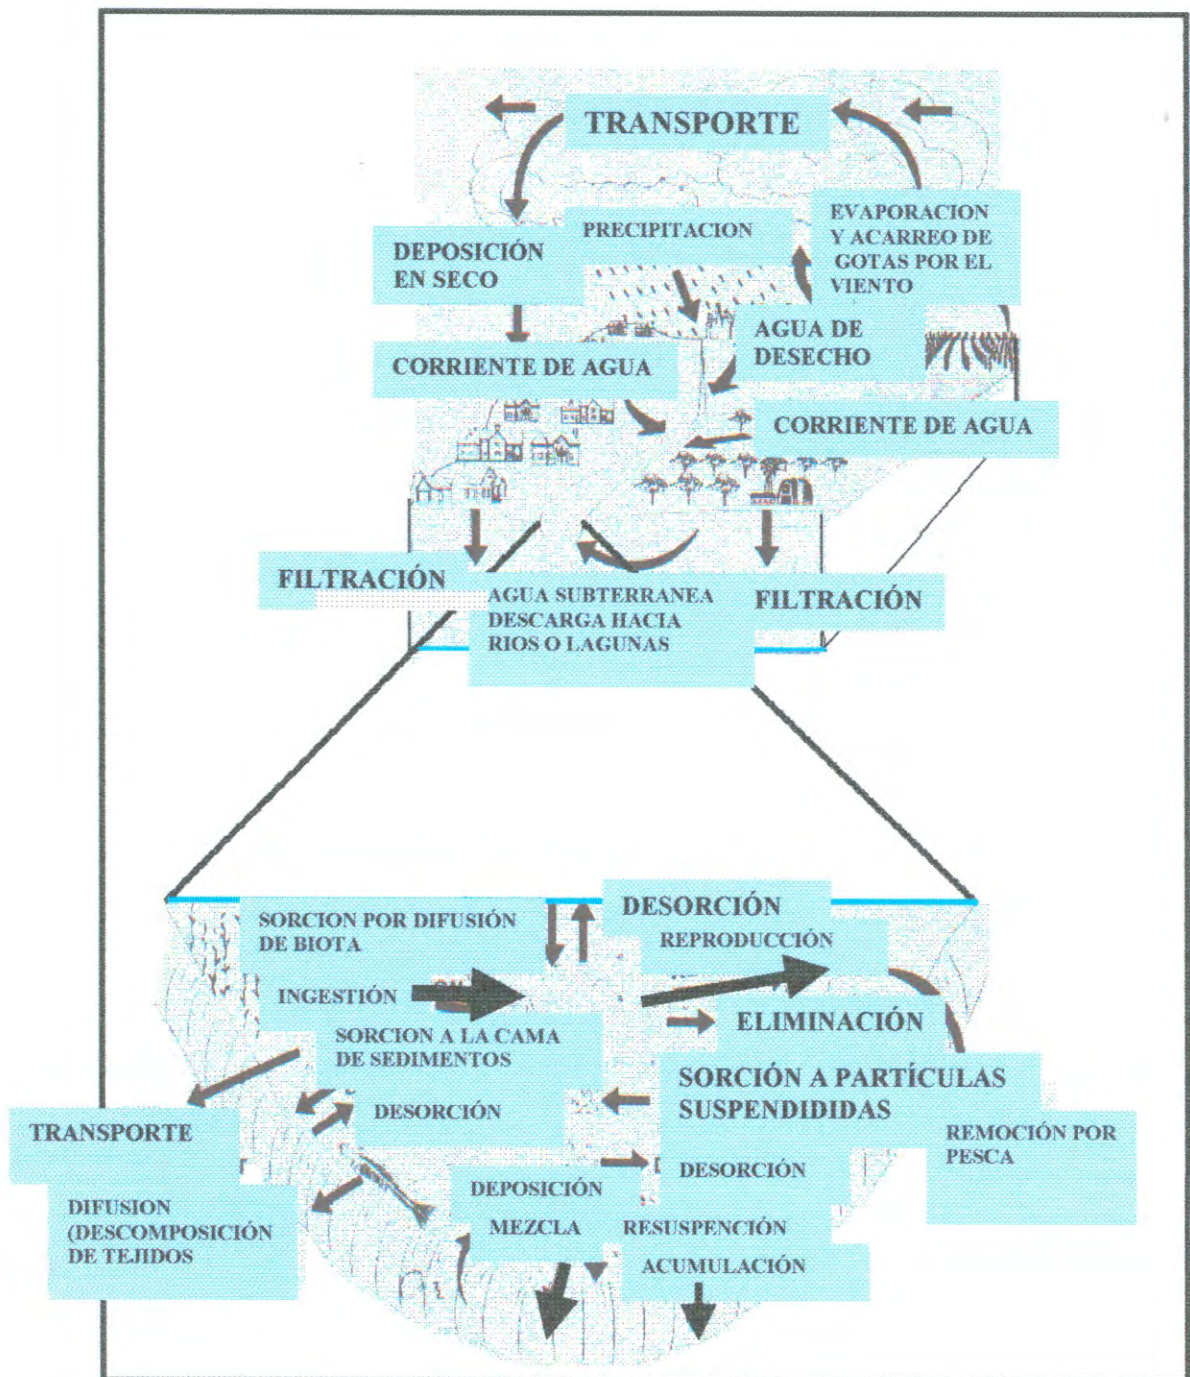 TRANSPORTE
PRECIPITACION
EVAPORACION
Y ACARREO DE
GOTAS POR EL
VIENTO
DEPOSICIÓN
EN SECO
AGUA DE
DESECHO
CORRIENTE DE AGUA
CORRIENTE DE AGUA
FILTRACIÓN
AGUA SUBTERRANEA
DESCARGA HACIA
RIOS O LAGUNAS
FILTRACIÓN
SORCION POR DIFUSIÓN
DE BIOTA
DESORCIÓN
REPRODUCCIÓN
INGESTIÓN
ELIMINACIÓN
SORCION A LA CAMA
DE SEDIMENTOS
SORCIÓN A PARTÍCULAS
SUSPENDIDIDAS
DESORCIÓN
TRANSPORTE
REMOCIÓN POR
PESCA
DESORCIÓN
DEPOSICIÓN
DIFUSION
(DESCOMPOSICIÓN
DE TEJIDOS
MEZCLA
RESUSPENCIÓN
ACUMULACIÓN